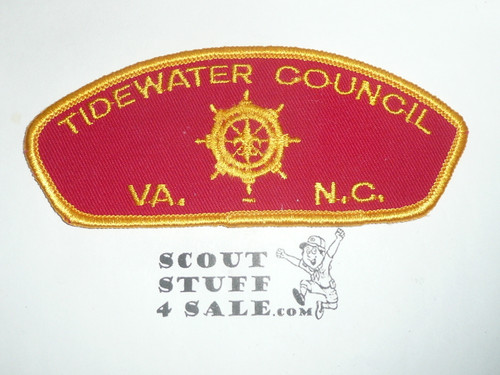 TIDEWATER COUNCIL
VA. - N.C.
SCOUT
STUFF
4 SALE.COM